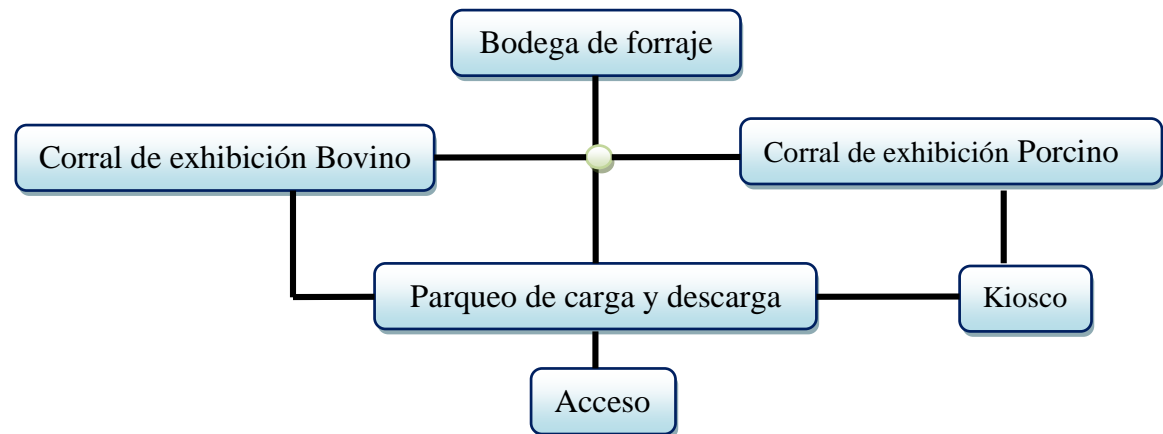 Bodega de forraje
Corral de exhibición Bovino
Corral de exhibición Porcino
Parqueo de carga y descarga
Kiosco
Acceso